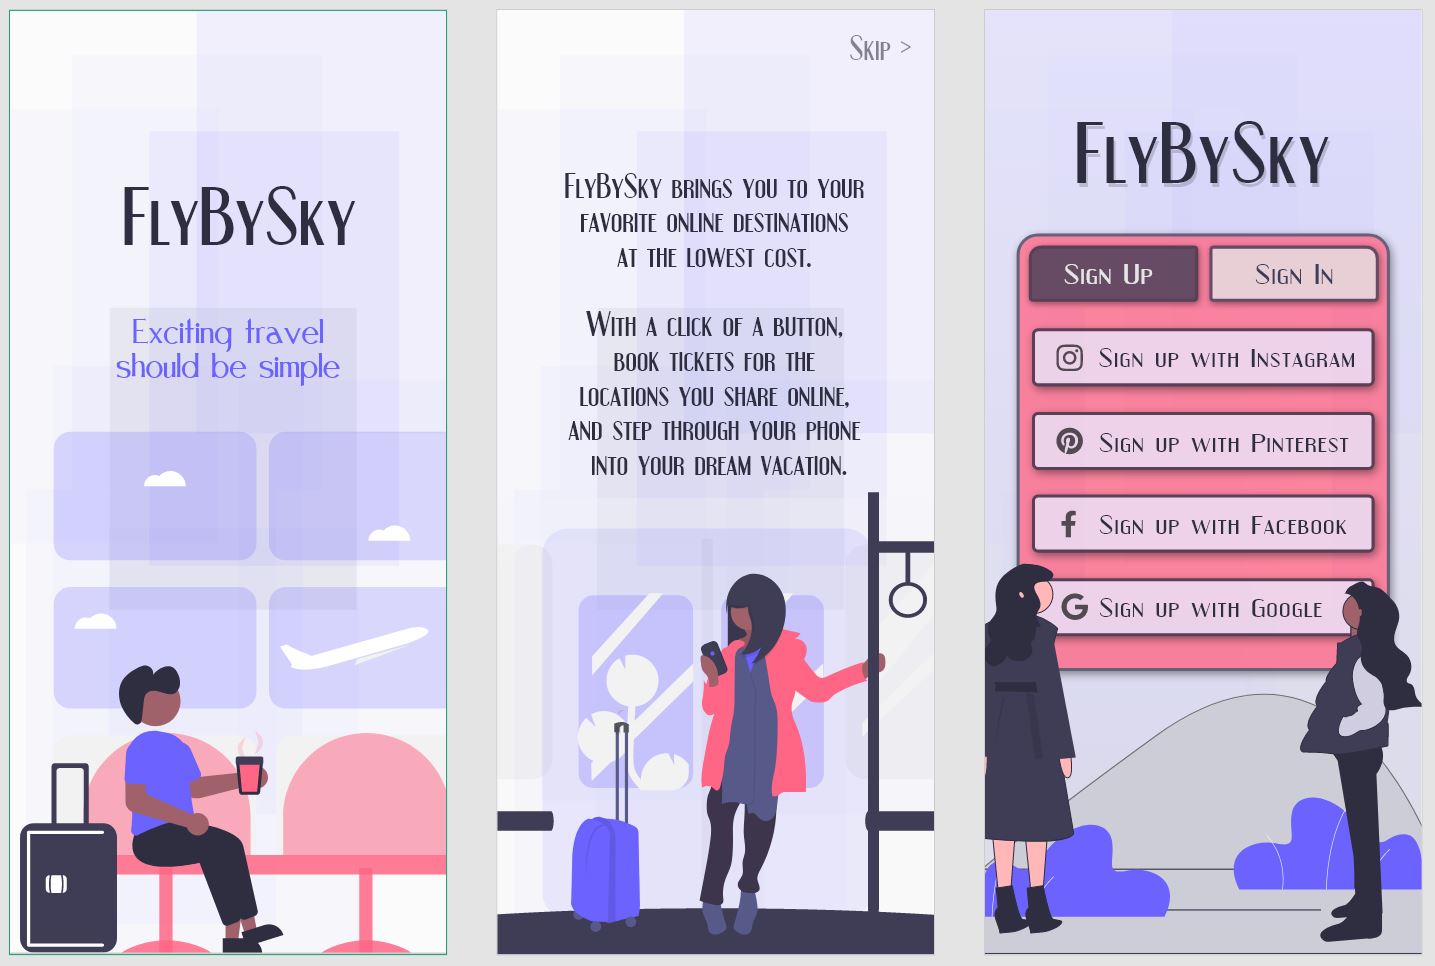 FlyBySky
Exciting travel
should be simple
Skip >
FlyBySky brings you to your
favorite online destinations
at the lowest cost.
With a click of a button,
book tickets for the
locations you share online,
and step through your phone
into your dream vacation.
FlyBySky
Sign Up
Sign In
Sign up with Instagram
Sign up with Pinterest
Sign up with Facebook
Sign up with Google